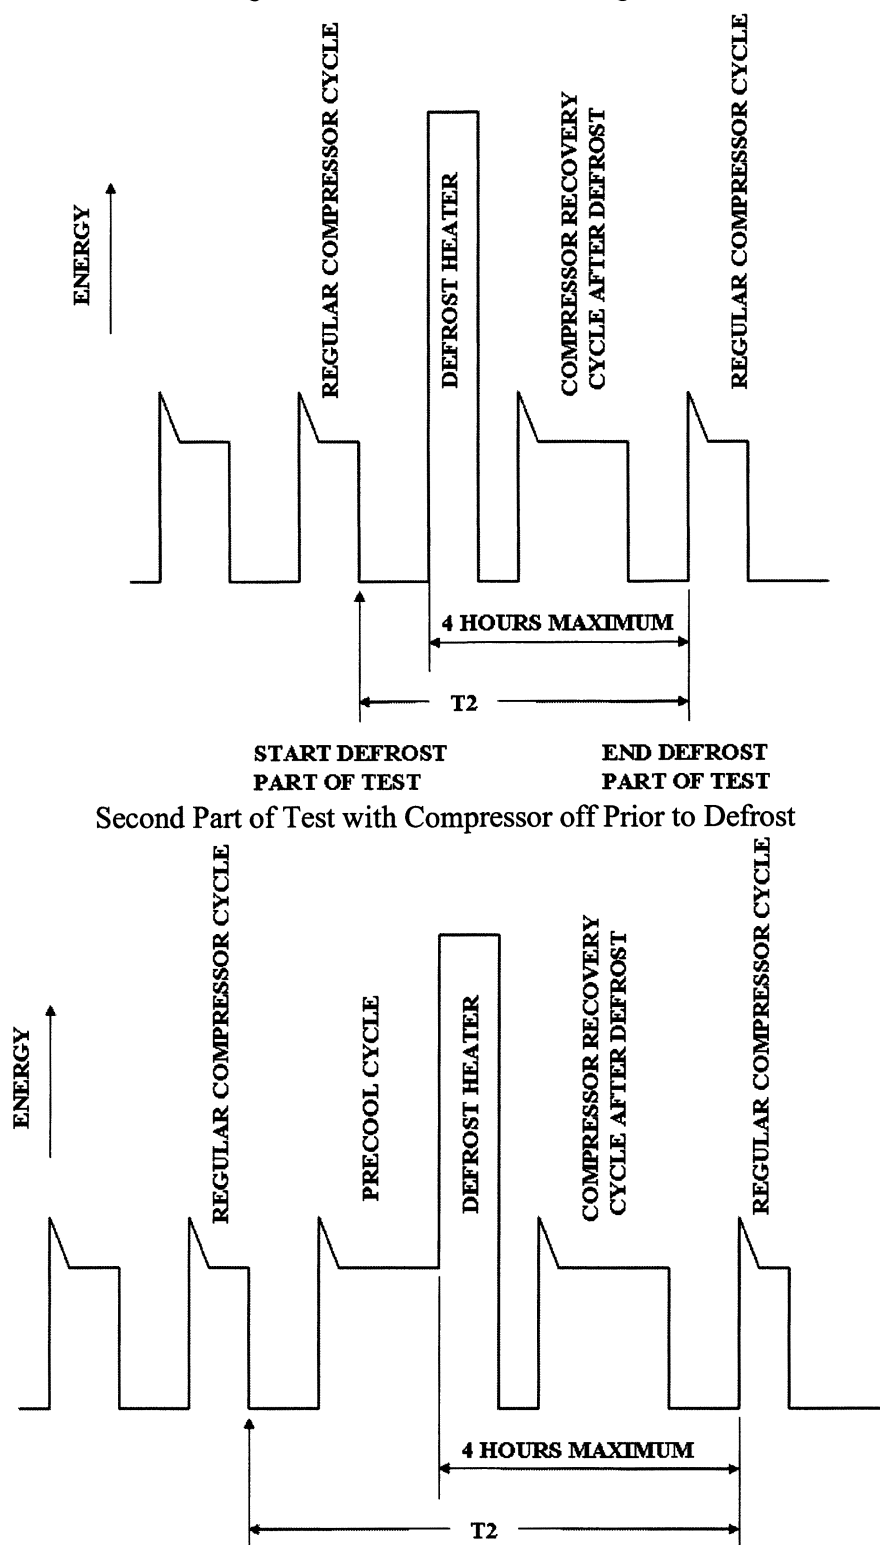 REGULAR COMPRESSOR CYCLE
COMPRESSOR RECOVERY
CYCLE AFTER DEFROST
REGULAR COMPRESSOR CYCLE
DEFROST HEATER
ENERGY
4 HOURS MAXIMUM
T2
START DEFROST
PART OF TEST
END DEFROST
PART OF TEST
Second Part of Test with Compressor off Prior to Defrost
REGULAR COMPRESSOR CYCLE
PRECOOL CYCLE
DEFROST HEATER
COMPRESSOR RECOVERY
CYCLE AFTER DEFROST
REGULAR COMPRESSOR CYCLE
ENERGY
4 HOURS MAXIMUM
T2